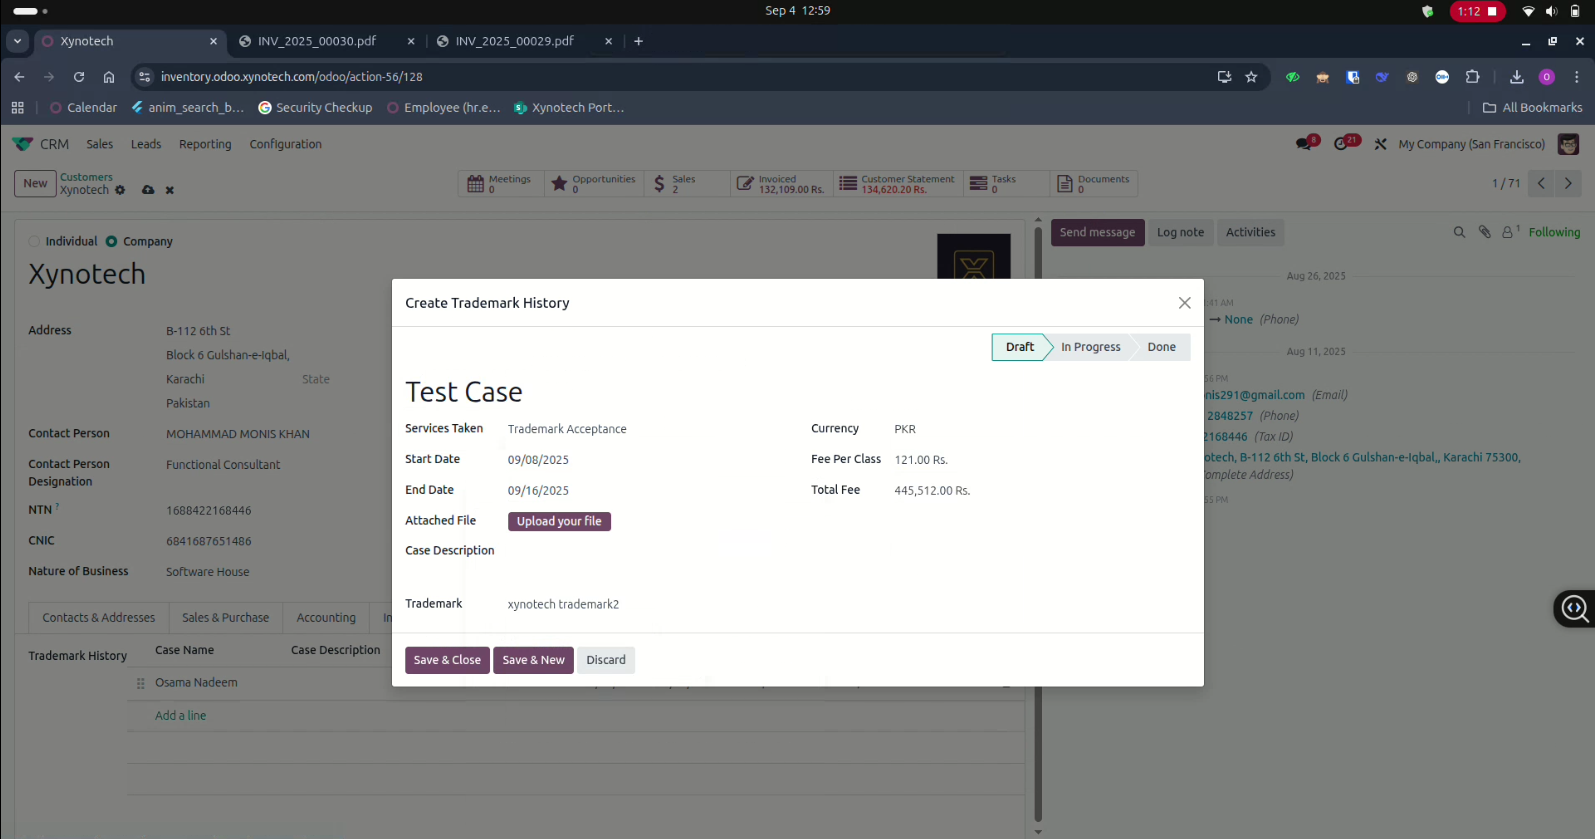 Sep 4 12:59
1:12
Xynotech
INV_2025_00030.pdf
INV_2025_00029.pdf
inventory.odoo.xynotech.com/odoo/action-56/128
Calendar
anim_search_b...
Security Checkup
Employee (hr.e...
Xynotech Port...
All Bookmarks
CRM
Sales
Leads
Reporting
Configuration
8
21
My Company (San Francisco)
New
Customers
Xynotech
Meetings
0
Opportunities
0
Sales
2
Invoiced
132,109.00 Rs.
Customer Statement
134,620.20 Rs.
Tasks
0
Documents
0
1 / 71
Individual
Company
Xynotech
Send message
Log note
Activities
1
Following
Address
B-112 6th St
Block 6 Gulshan-e-Iqbal,
Karachi
State
Pakistan
Contact Person
MOHAMMAD MONIS KHAN
Contact Person
Designation
Functional Consultant
NTN ?
1688422168446
CNIC
6841687651486
Nature of Business
Software House
Contacts & Addresses
Sales & Purchase
Accounting
In
Trademark History
Case Name
Case Description
Osama Nadeem
Add a line
Create Trademark History
Draft
In Progress
Done
Test Case
Services Taken
Trademark Acceptance
Start Date
09/08/2025
End Date
09/16/2025
Attached File
Upload your file
Case Description
Trademark
xynotech trademark2
Currency
PKR
Fee Per Class
121.00 Rs.
Total Fee
445,512.00 Rs.
Save & Close
Save & New
Discard
Aug 26, 2025
:41 AM
→ None (Phone)
Aug 11, 2025
:56 PM
onis291@gmail.com (Email)
2848257 (Phone)
2168446 (Tax ID)
otech, B-112 6th St, Block 6 Gulshan-e-Iqbal,, Karachi 75300,
omplete Address)
:55 PM